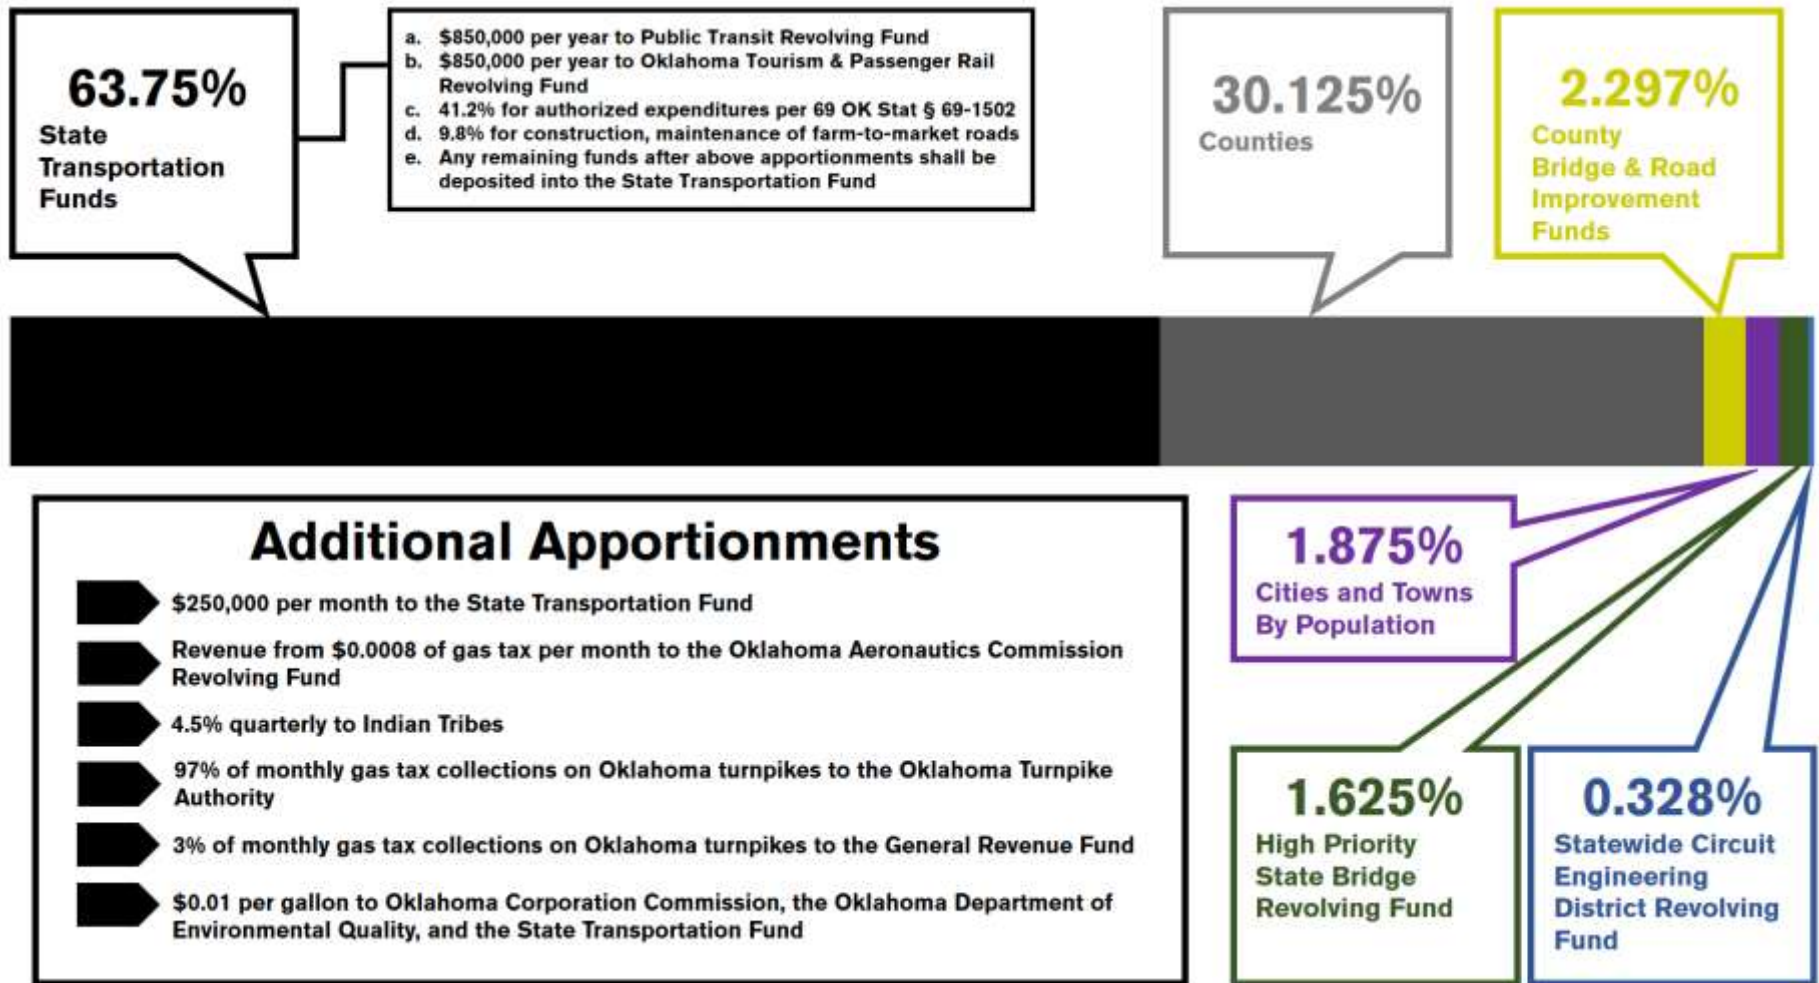 63.75%
State
Transportation
Funds
a. $850,000 per year to Public Transit Revolving Fund
b. $850,000 per year to Oklahoma Tourism & Passenger Rail
Revolving Fund
c. 41.2% for authorized expenditures per 69 OK Stat § 69-1502
d. 9.8% for construction, maintenance of farm-to-market roads
e. Any remaining funds after above apportionments shall be
deposited into the State Transportation Fund
30.125%
Counties
2.297%
County
Bridge & Road
Improvement
Funds
Additional Apportionments
$250,000 per month to the State Transportation Fund
Revenue from $0.0008 of gas tax per month to the Oklahoma Aeronautics Commission
Revolving Fund
4.5% quarterly to Indian Tribes
97% of monthly gas tax collections on Oklahoma turnpikes to the Oklahoma Turnpike
Authority
3% of monthly gas tax collections on Oklahoma turnpikes to the General Revenue Fund
$0.01 per gallon to Oklahoma Corporation Commission, the Oklahoma Department of
Environmental Quality, and the State Transportation Fund
1.875%
Cities and Towns
By Population
1.625%
High Priority
State Bridge
Revolving Fund
0.328%
Statewide Circuit
Engineering
District Revolving
Fund